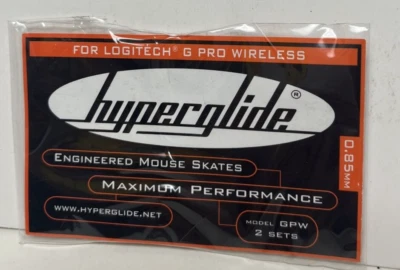 FOR LOGITECH® G PRO WIRELESS
hyperglide®
0.85MM
ENGINEERED MOUSE SKATES
MAXIMUM PERFORMANCE
WWW.HYPERGLIDE.NET
MODEL GPW
2 SETS